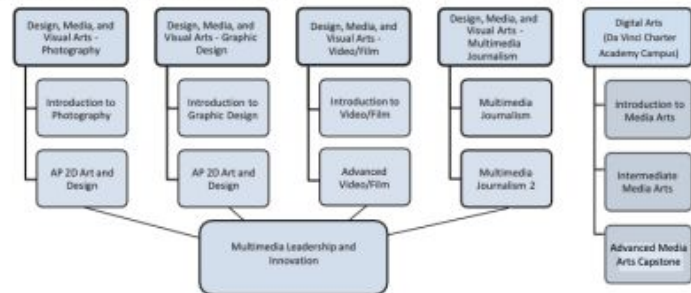 Design, Media, and
Visual Arts -
Photography
Design, Media, and
Visual Arts - Graphic
Design
Design, Media, and
Visual Arts -
Video/Film
Design, Media, and
Visual Arts -
Multimedia
Journalism
Digital Arts
(Da Vinci Charter
Academy Campus)
Introduction to
Photography
Introduction to
Graphic Design
Introduction to
Video/Film
Multimedia
Journalism
Introduction to
Media Arts
AP 2D Art and
Design
AP 2D Art and
Design
Advanced
Video/Film
Multimedia
Journalism 2
Intermediate
Media Arts
Multimedia Leadership and
Innovation
Advanced Media
Arts Capstone